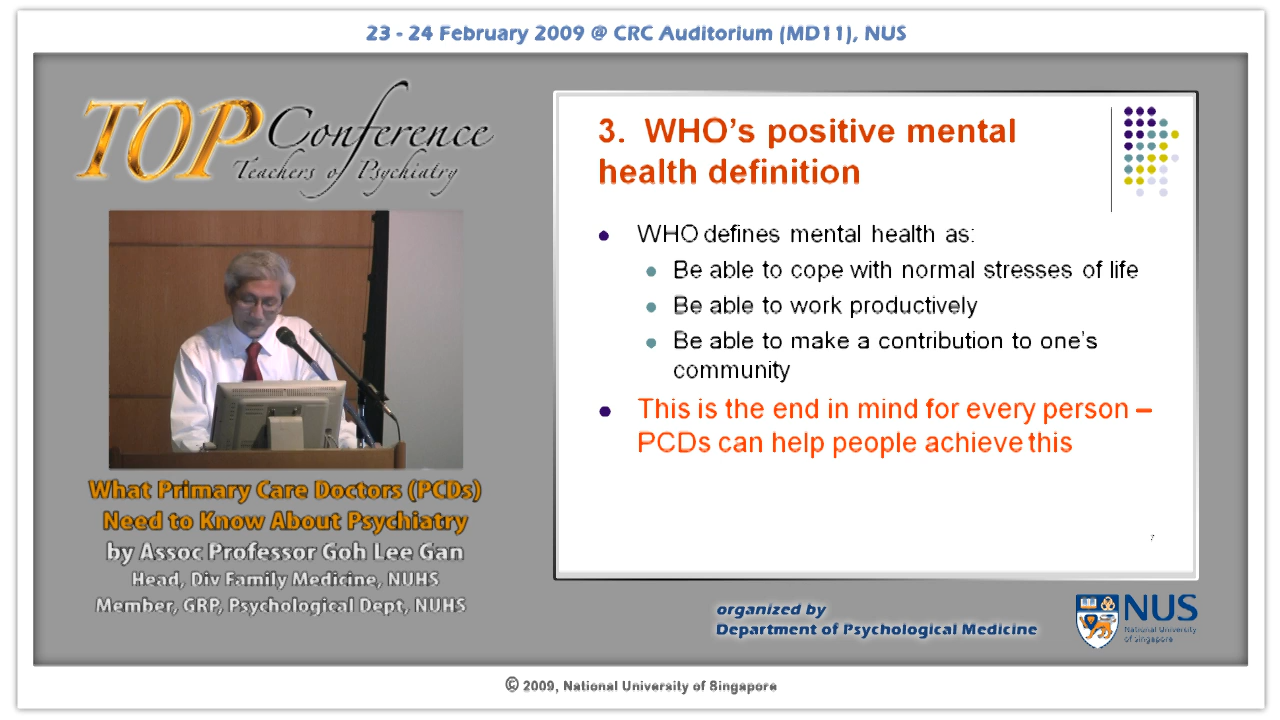 23 - 24 February 2009 @ CRC Auditorium (MD11), NUS
TOP Conference
Teachers of Psychiatry
What Primary Care Doctors (PCDs)
Need to Know About Psychiatry
by Assoc Professor Goh Lee Gan
Head, Div Family Medicine, NUHS
Member, GRP, Psychological Dept, NUHS
3. WHO's positive mental
health definition
WHO defines mental health as:
Be able to cope with normal stresses of life
Be able to work productively
Be able to make a contribution to one's
community
This is the end in mind for every person –
PCDs can help people achieve this
7
organized by
Department of Psychological Medicine
NUS
National University
of Singapore
© 2009, National University of Singapore